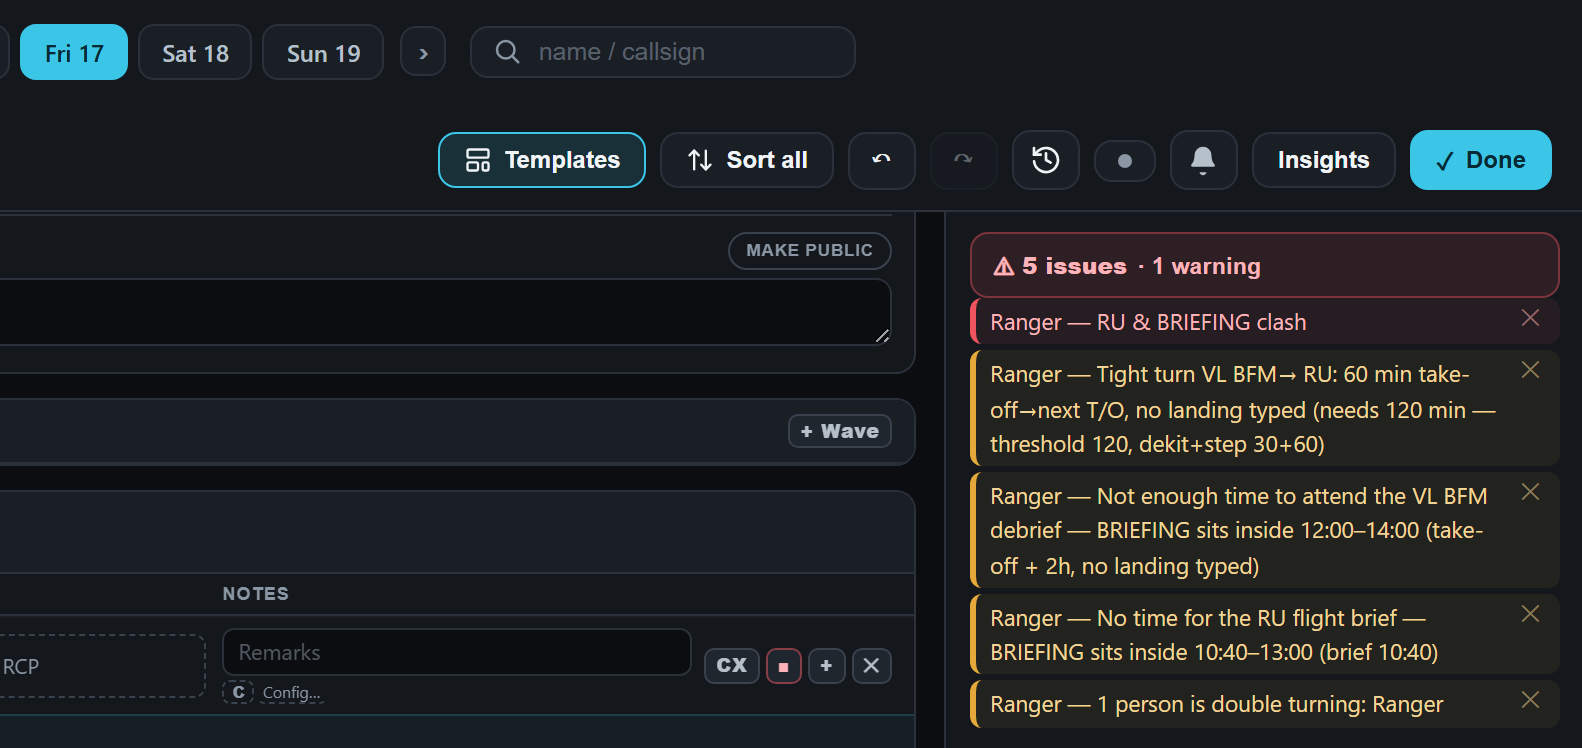 Fri 17
Sat 18
Sun 19
name / callsign
Templates
Sort all
Insights
✓ Done
MAKE PUBLIC
+ Wave
NOTES
RCP
Remarks
CX
C
Config...
⚠ 5 issues · 1 warning
Ranger — RU & BRIEFING clash
Ranger — Tight turn VL BFM→ RU: 60 min take-
off→next T/O, no landing typed (needs 120 min —
threshold 120, dekit+step 30+60)
Ranger — Not enough time to attend the VL BFM
debrief — BRIEFING sits inside 12:00–14:00 (take-
off + 2h, no landing typed)
Ranger — No time for the RU flight brief —
BRIEFING sits inside 10:40–13:00 (brief 10:40)
Ranger — 1 person is double turning: Ranger